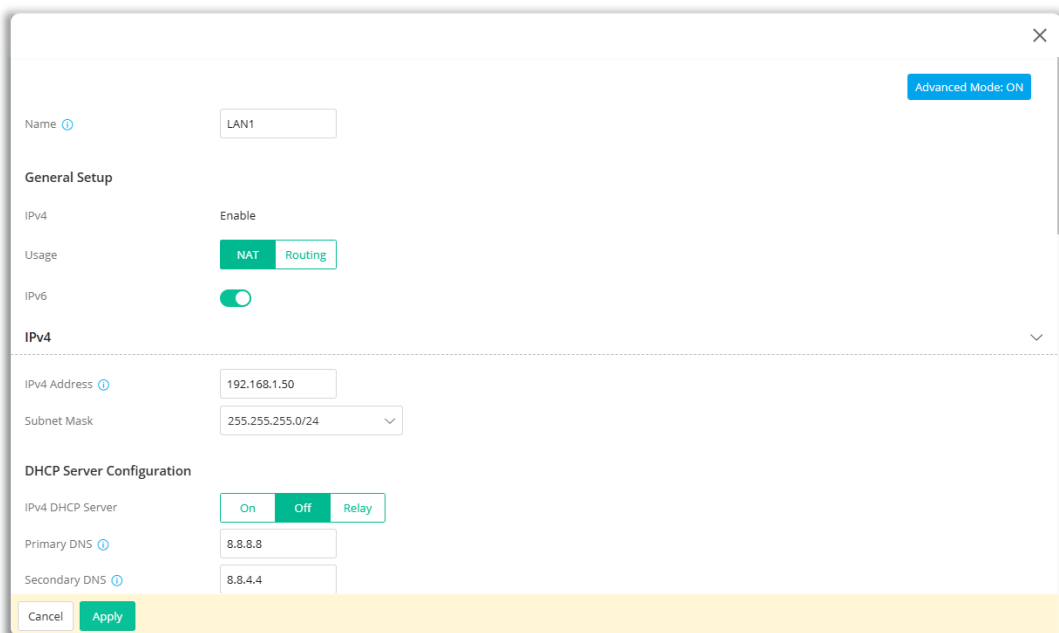 Advanced Mode: ON
Name LAN1
General Setup
IPv4 Enable
Usage NAT Routing
IPv6
IPv4
IPv4 Address 192.168.1.50
Subnet Mask 255.255.255.0/24
DHCP Server Configuration
IPv4 DHCP Server On Off Relay
Primary DNS 8.8.8.8
Secondary DNS 8.8.4.4
Cancel Apply